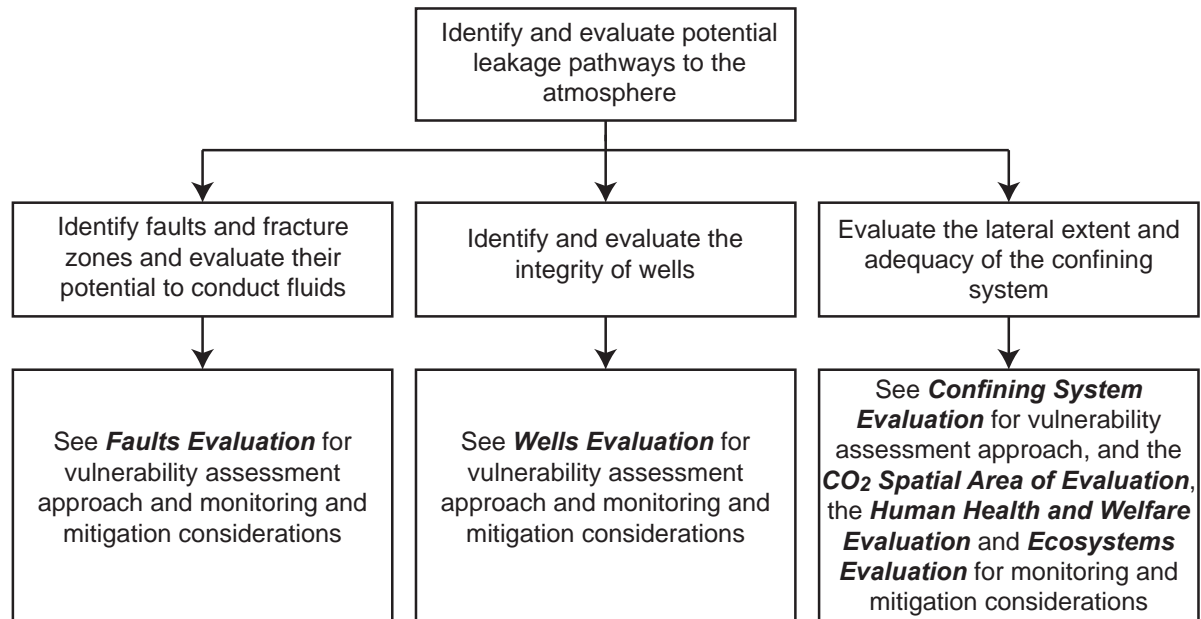 Identify and evaluate potential
leakage pathways to the
atmosphere
Identify faults and fracture
zones and evaluate their
potential to conduct fluids
Identify and evaluate the
integrity of wells
Evaluate the lateral extent and
adequacy of the confining
system
See Faults Evaluation for
vulnerability assessment
approach and monitoring and
mitigation considerations
See Wells Evaluation for
vulnerability assessment
approach and monitoring and
mitigation considerations
See Confining System
Evaluation for vulnerability
assessment approach, and the
CO2 Spatial Area of Evaluation,
the Human Health and Welfare
Evaluation and Ecosystems
Evaluation for monitoring and
mitigation considerations